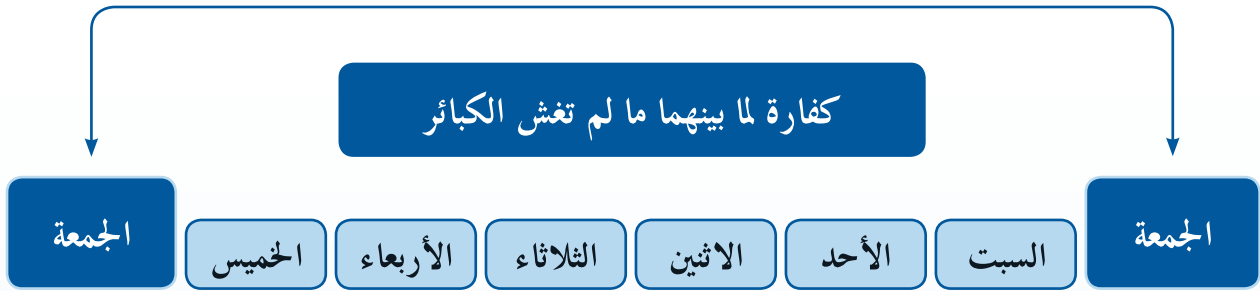 كفارة لما بينهما ما لم تغش الكبائر
الجمعة
السبت
الأحد
الاثنين
الثلاثاء
الأربعاء
الخميس
الجمعة